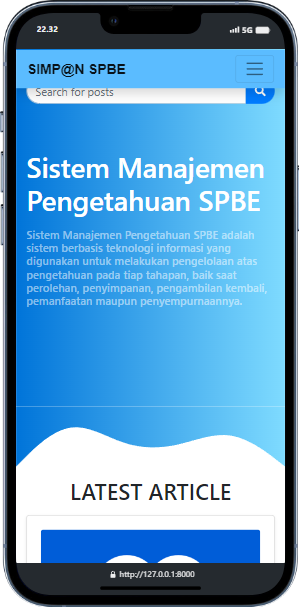 22.32
5G
SIMP@N SPBE
Search for posts
Sistem Manajemen
Pengetahuan SPBE
Sistem Manajemen Pengetahuan SPBE adalah
sistem berbasis teknologi informasi yang
digunakan untuk melakukan pengelolaan atas
pengetahuan pada tiap tahapan, baik saat
perolehan, penyimpanan, pengambilan kembali,
pemanfaatan maupun penyempurnaannya.
LATEST ARTICLE
http://127.0.0.1:8000